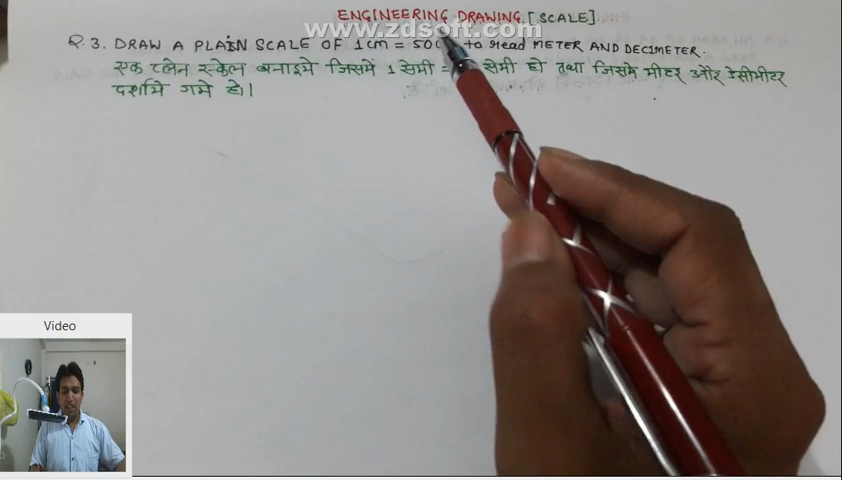 ENGINEERING DRAWING [SCALE]
www.zdsoft.com
Q.3. DRAW A PLAIN SCALE OF 1cm = 50c to read METER AND DECIMETER.
एक प्लेन स्केल बनाइये जिसमें 1 सेमी = सेमी हो तथा जिसमे मीटर और डेसीमीटर
दर्शाये गये हो।
Video